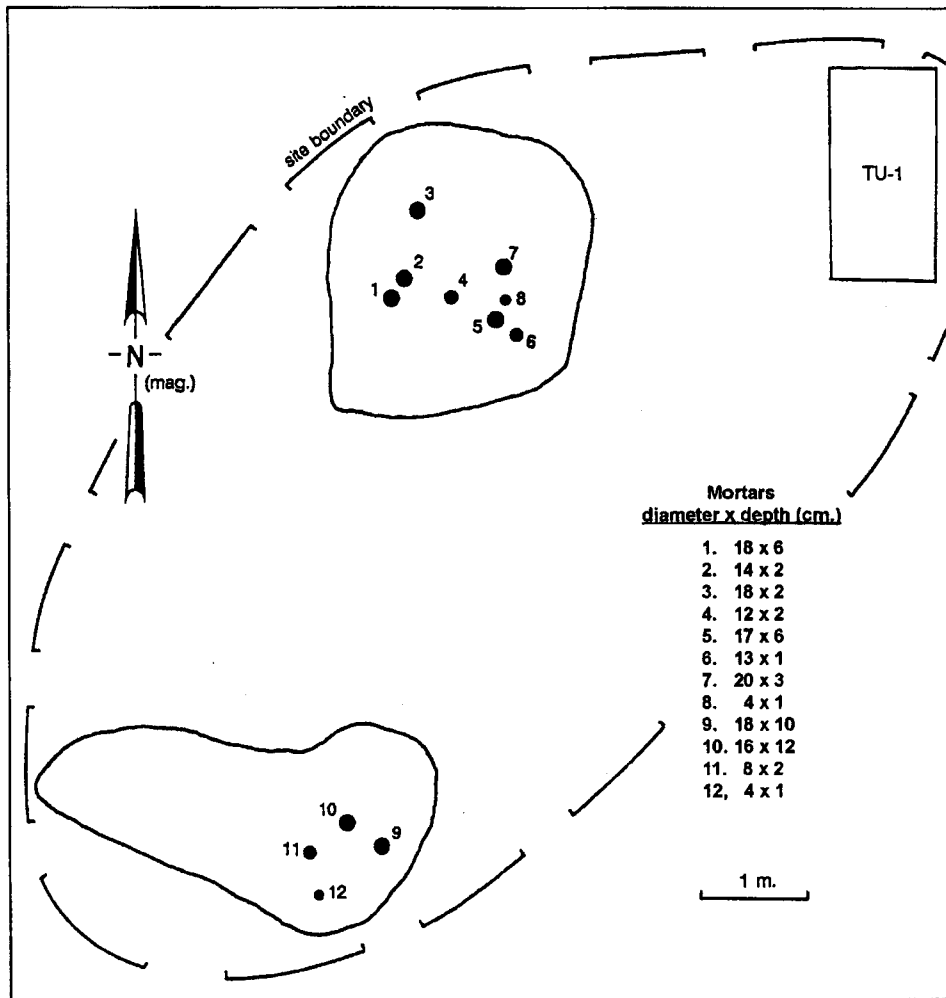 site boundary
TU-1
3
7
2
1
4
8
5
6
-N-
(mag.)
Mortars
diameter x depth (cm.)
1. 18 x 6
2. 14 x 2
3. 18 x 2
4. 12 x 2
5. 17 x 6
6. 13 x 1
7. 20 x 3
8. 4 x 1
9. 18 x 10
10. 16 x 12
11. 8 x 2
12, 4 x 1
10
9
11
12
1 m.